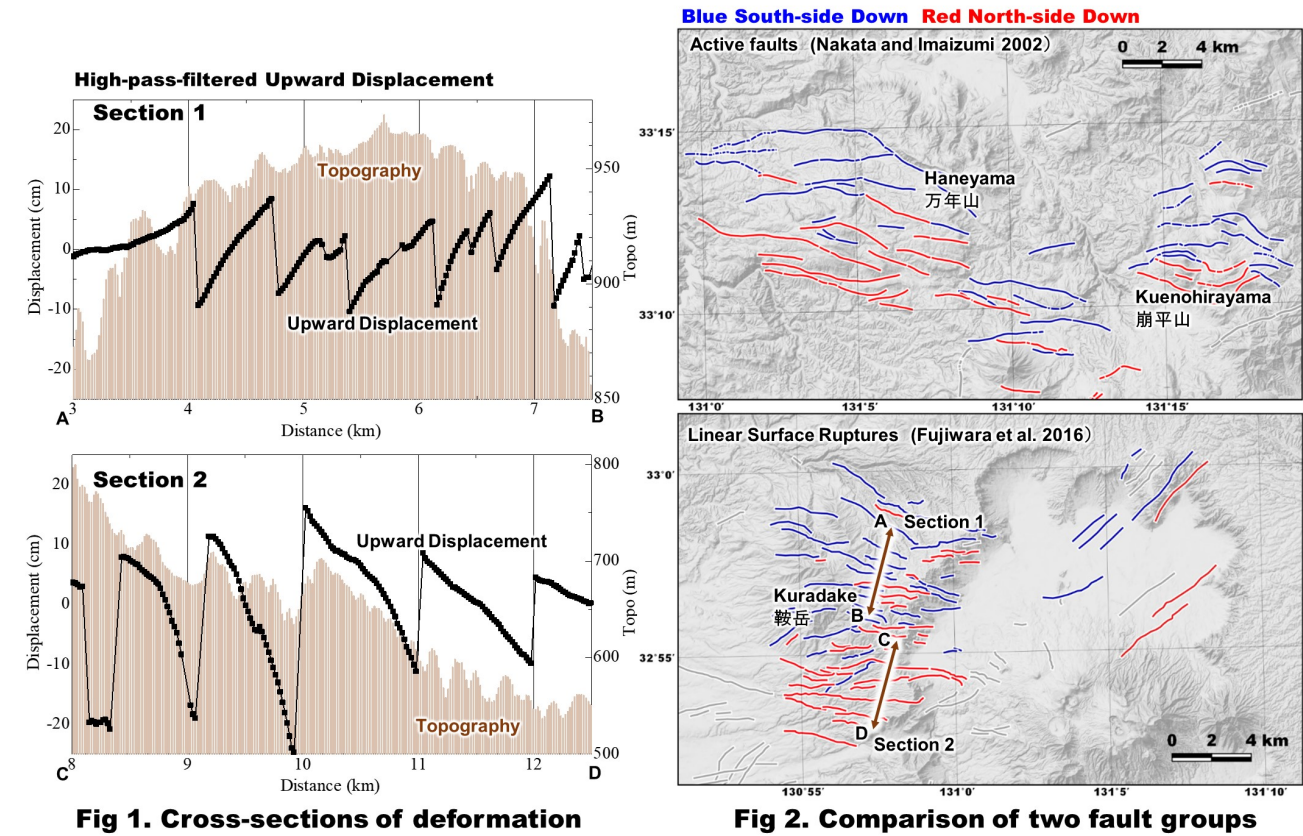 High-pass-filtered Upward Displacement
Section 1
Topography
Upward Displacement
20
10
0
-10
-20
Displacement (cm)
950
900
850
Topo (m)
3
4
5
6
7
A
B
Distance (km)
Section 2
Upward Displacement
Topography
20
10
0
-10
-20
Displacement (cm)
800
700
600
500
Topo (m)
8
9
10
11
12
C
D
Distance (km)
Fig 1. Cross-sections of deformation
Blue South-side Down Red North-side Down
Active faults (Nakata and Imaizumi 2002)
0 2 4 km
33°15'
33°10'
Haneyama
万年山
Kuenohirayama
崩平山
131°0' 131°5' 131°10' 131°15'
Linear Surface Ruptures (Fujiwara et al. 2016)
33°0'
32°55'
A Section 1
Kuradake
鞍岳
B
C
D
Section 2
0 2 4 km
130°55' 131°0' 131°5' 131°10'
Fig 2. Comparison of two fault groups